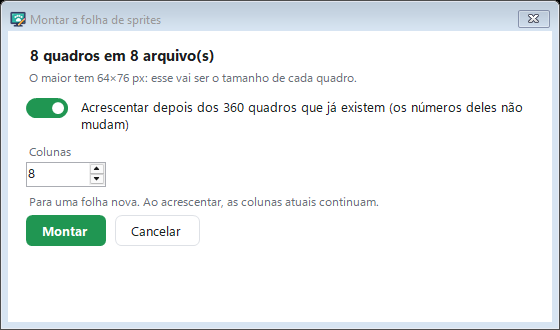 Montar a folha de sprites
8 quadros em 8 arquivo(s)
O maior tem 64×76 px: esse vai ser o tamanho de cada quadro.
Acrescentar depois dos 360 quadros que já existem (os números deles não
mudam)
Colunas
8
Para uma folha nova. Ao acrescentar, as colunas atuais continuam.
Montar
Cancelar